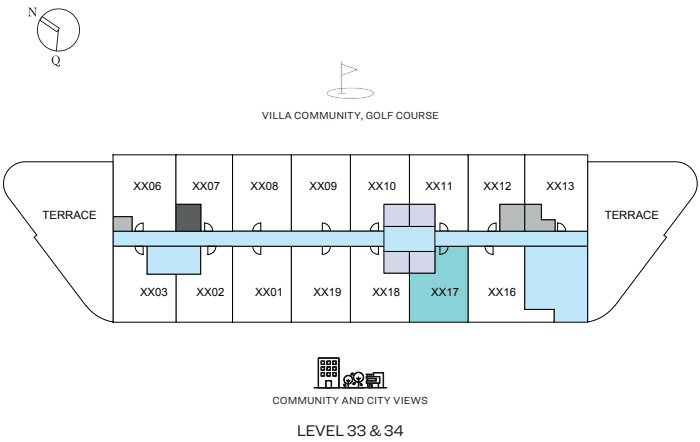 N
Q
VILLA COMMUNITY, GOLF COURSE
XX06 XX07 XX08 XX09 XX10 XX11 XX12 XX13
TERRACE TERRACE
XX03 XX02 XX01 XX19 XX18 XX17 XX16
COMMUNITY AND CITY VIEWS
LEVEL 33 & 34